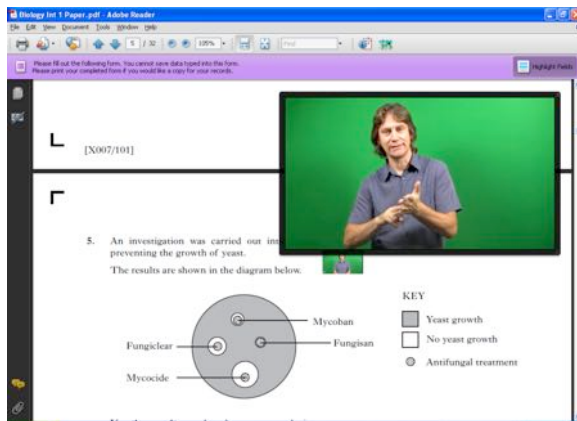 Biology Int 1 Paper.pdf - Adobe Reader
File Edit View Document Tools Window Help
5 / 32 105% Find
Please fill out the following form. You cannot save data typed into this form.
Please print your completed form if you would like a copy for your records.
Highlight Fields
[X007/101]
5. An investigation was carried out
preventing the growth of yeast.
The results are shown in the diagram below.
KEY
Mycoban
Yeast growth
Fungiclear
Fungisan
No yeast growth
Mycocide
Antifungal treatment